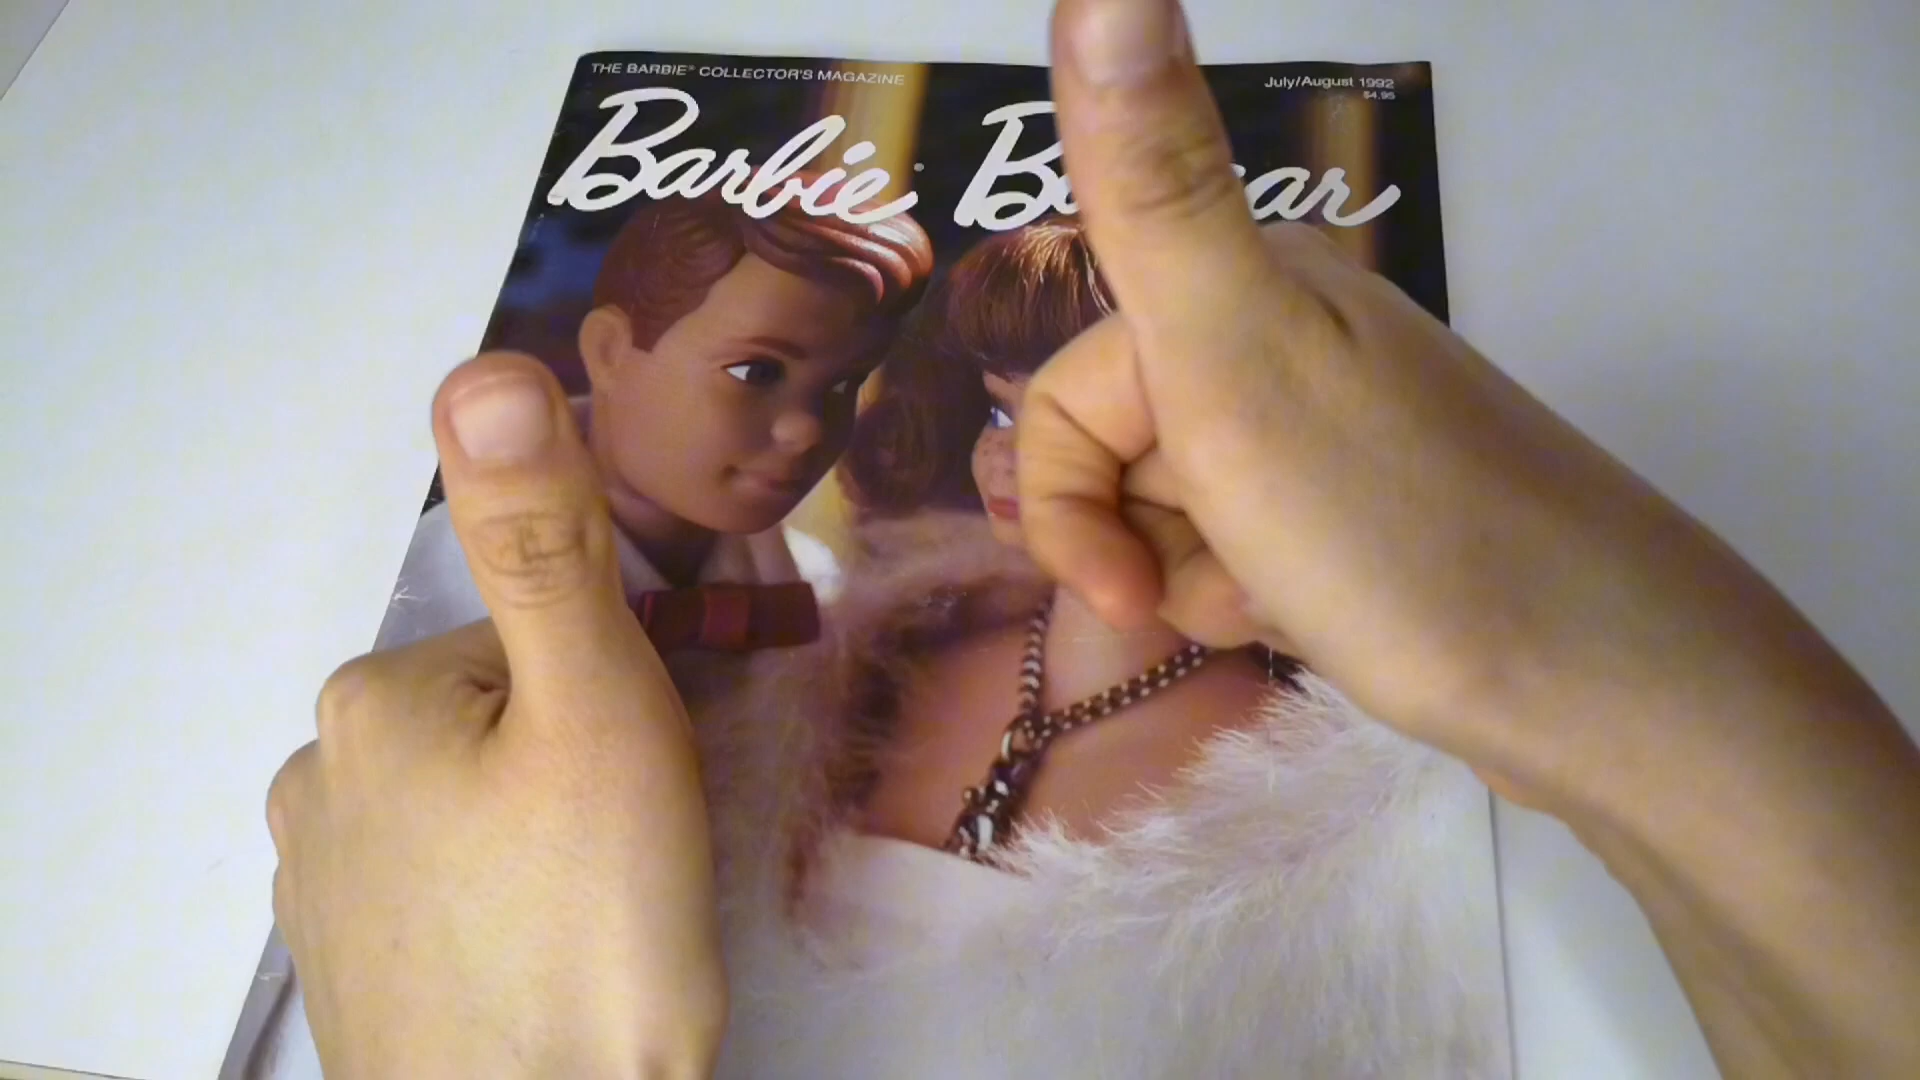 THE BARBIE® COLLECTOR'S MAGAZINE
July/August 1992
$4.95
Barbie